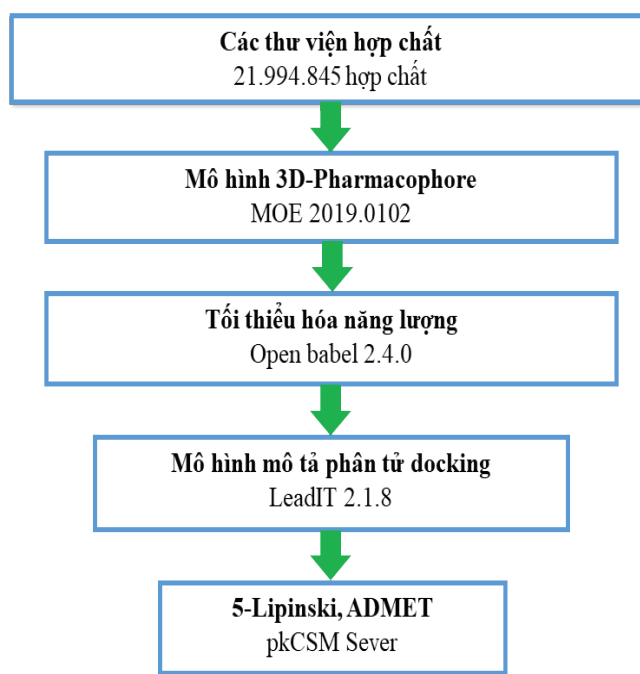 Các thư viện hợp chất
21.994.845 hợp chất
Mô hình 3D-Pharmacophore
MOE 2019.0102
Tối thiểu hóa năng lượng
Open babel 2.4.0
Mô hình mô tả phân tử docking
LeadIT 2.1.8
5-Lipinski, ADMET
pkCSM Sever